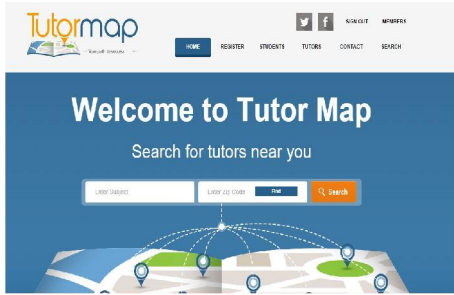 Tutormap
SIGN OUT MEMBERS
HOME REGISTER STUDENTS TUTORS CONTACT SEARCH
Welcome to Tutor Map
Search for tutors near you
Enter Subject Enter Zip Code Find Search